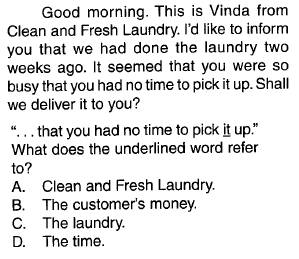 Good morning. This is Vinda from
Clean and Fresh Laundry. I'd like to inform
you that we had done the laundry two
weeks ago. It seemed that you were so
busy that you had no time to pick it up. Shall
we deliver it to you?
“. . . that you had no time to pick it up.”
What does the underlined word refer
to?
A. Clean and Fresh Laundry.
B. The customer's money.
C. The laundry.
D. The time.